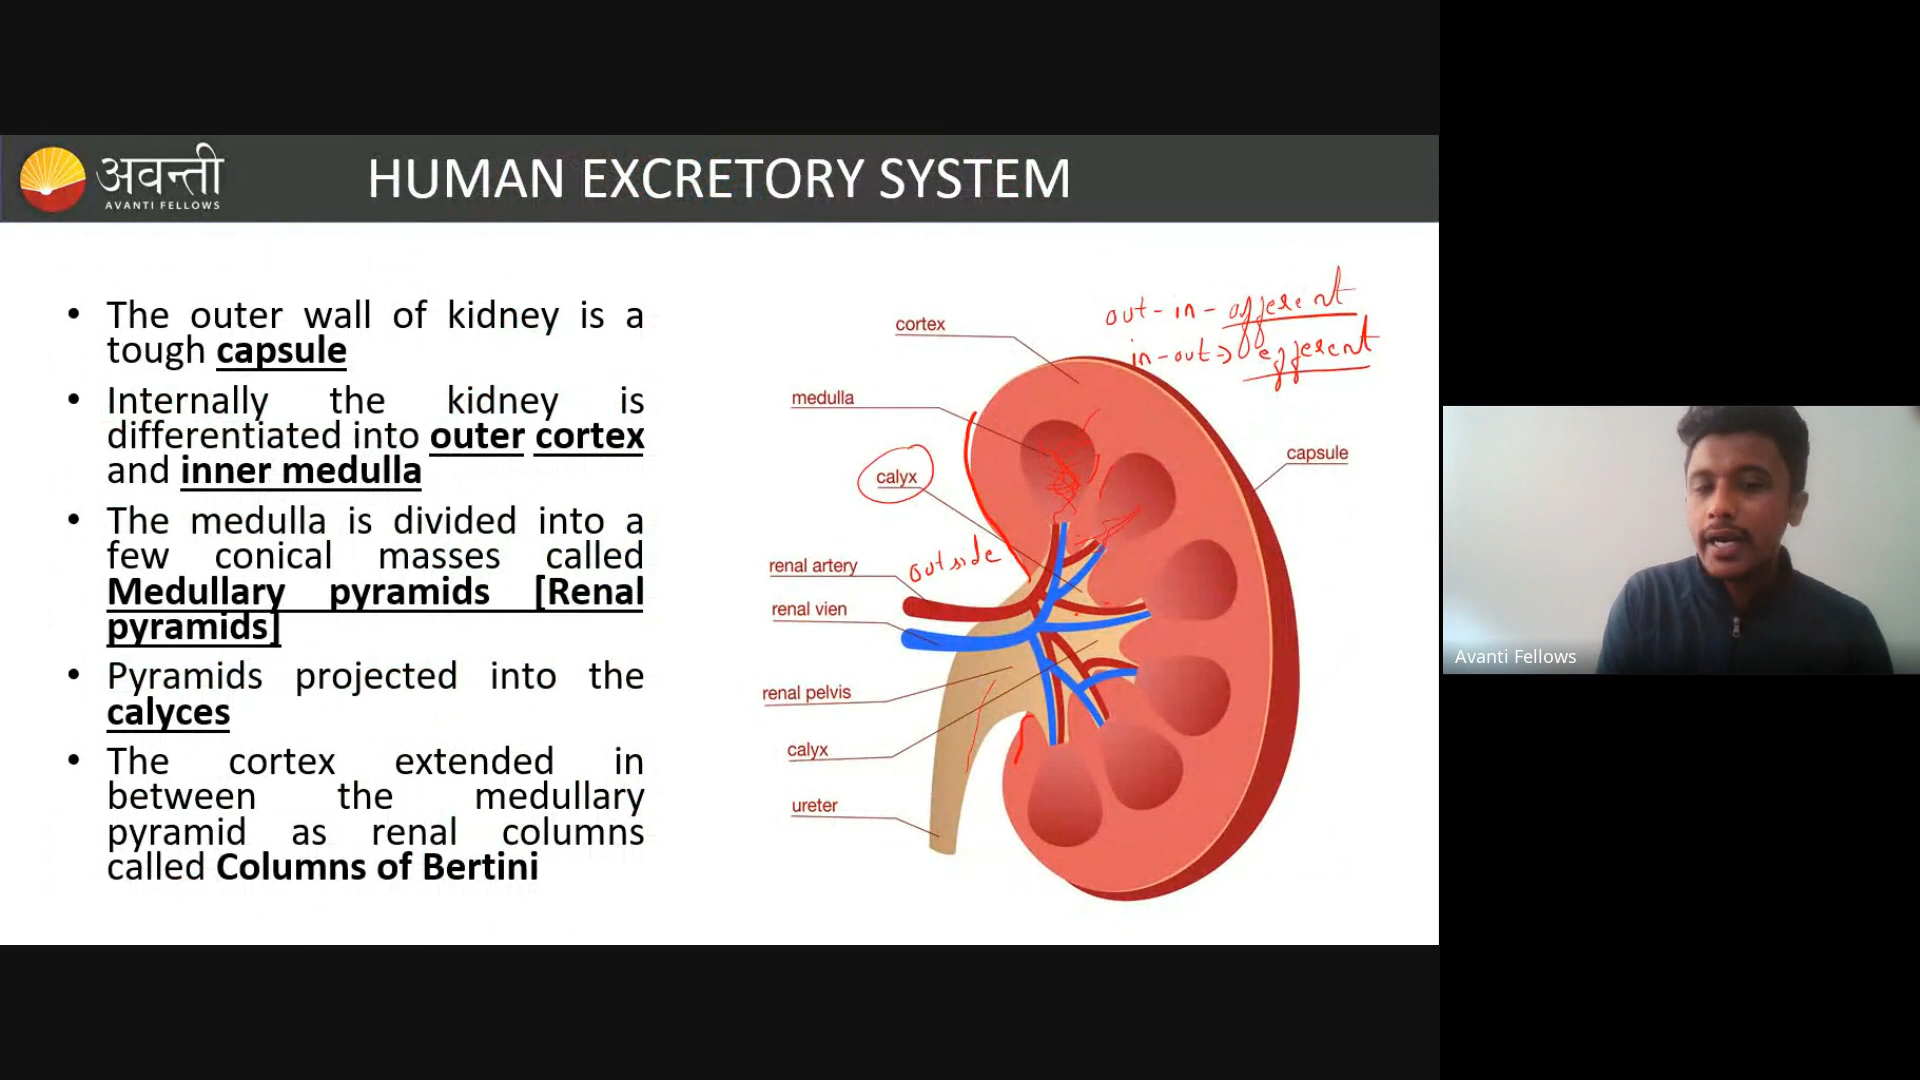 अवन्ती
AVANTI FELLOWS
HUMAN EXCRETORY SYSTEM
• The outer wall of kidney is a
tough capsule
• Internally the kidney is
differentiated into outer cortex
and inner medulla
• The medulla is divided into a
few conical masses called
Medullary pyramids [Renal
pyramids]
• Pyramids projected into the
calyces
• The cortex extended in
between the medullary
pyramid as renal columns
called Columns of Bertini
out-in-afferent
in-out⇒efferent
cortex
medulla
calyx
capsule
outside
renal artery
renal vien
renal pelvis
calyx
ureter
Avanti Fellows